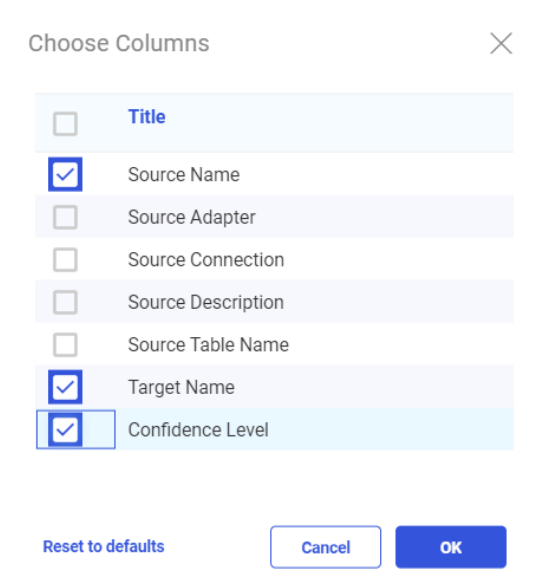 Choose Columns
Title
Source Name
Source Adapter
Source Connection
Source Description
Source Table Name
Target Name
Confidence Level
Reset to defaults
Cancel
OK